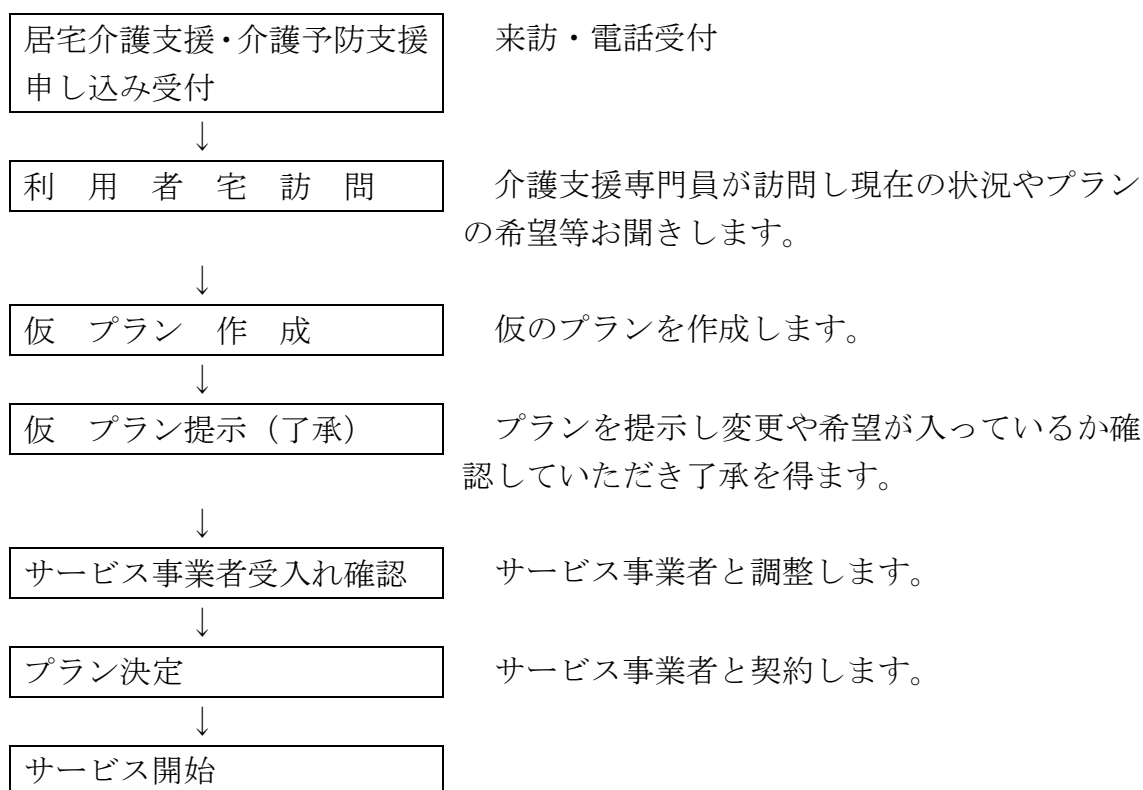 居宅介護支援・介護予防支援　来訪・電話受付
申し込み受付
↓
利　用　者　宅　訪　問　介護支援専門員が訪問し現在の状況やプラン
の希望等お聞きします。
↓
仮　プラン　作　成　仮のプランを作成します。
↓
仮　プラン提示（了承）　プランを提示し変更や希望が入っているか確
認していただき了承を得ます。
↓
サービス事業者受入れ確認　サービス事業者と調整します。
↓
プラン決定　サービス事業者と契約します。
↓
サービス開始